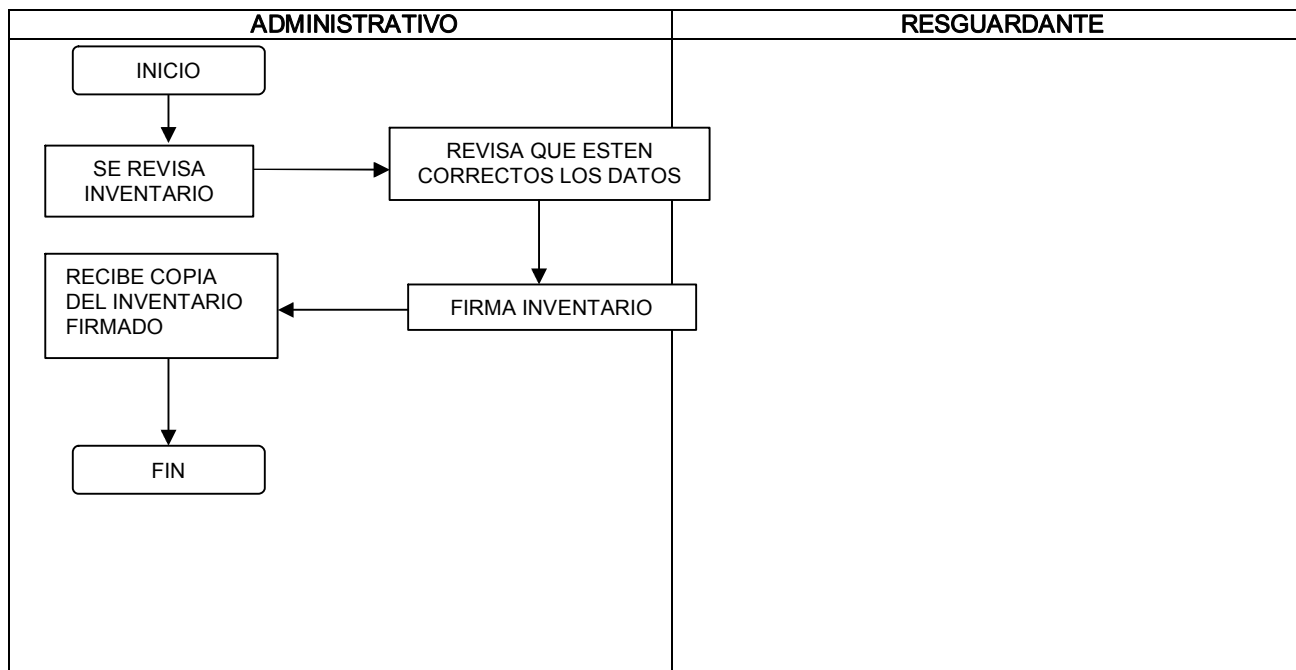 ADMINISTRATIVO
RESGUARDANTE
INICIO
SE REVISA
INVENTARIO
REVISA QUE ESTEN
CORRECTOS LOS DATOS
FIRMA INVENTARIO
RECIBE COPIA
DEL INVENTARIO
FIRMADO
FIN